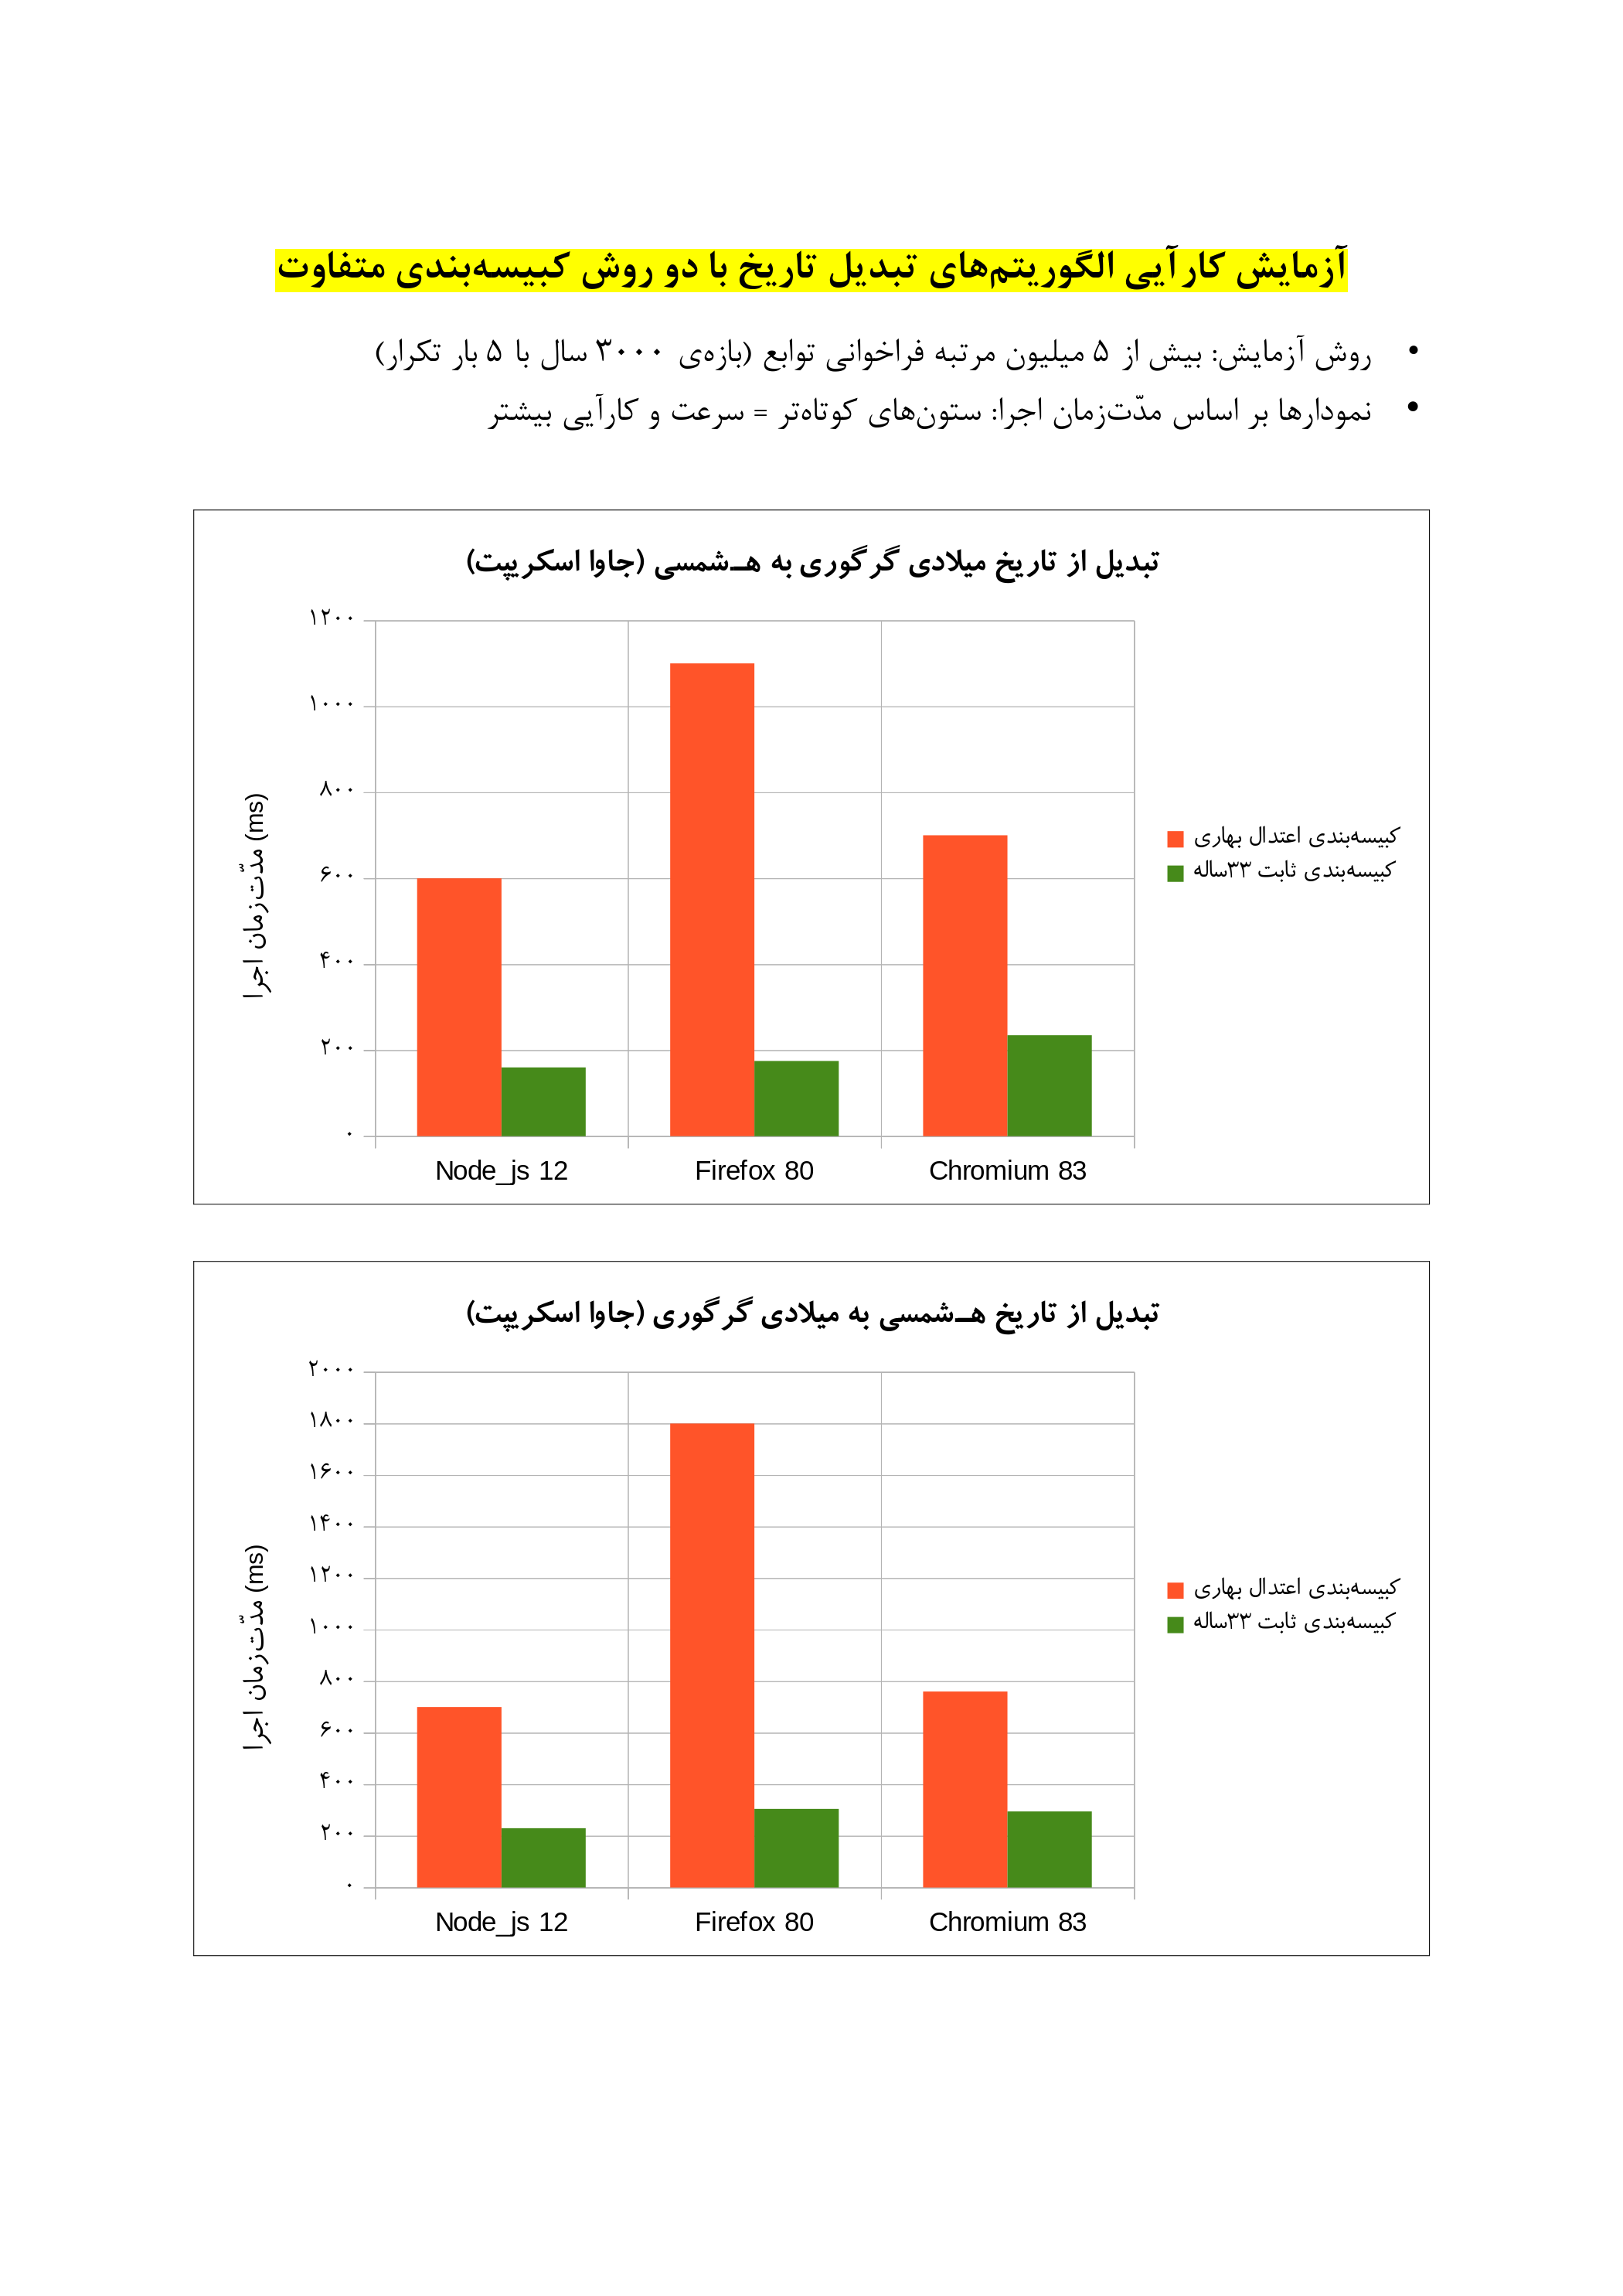 آزمایش کارآیی الگوریتم‌های تبدیل تاریخ با دو روش کبیسه‌بندی متفاوت
• روش آزمایش: بیش از ۵ میلیون مرتبه فراخوانی توابع (بازه‌ی ۳۰۰۰ سال با ۵ بار تکرار)
• نمودارها بر اساس مدّت‌زمان اجرا: ستون‌های کوتاه‌تر = سرعت و کارآیی بیشتر
تبدیل از تاریخ میلادی گرگوری به هـ‌شمسی (جاوا اسکریپت)
مدّت‌زمان اجرا (ms)
۱۲۰۰
۱۰۰۰
۸۰۰
۶۰۰
۴۰۰
۲۰۰
۰
Node_js 12
Firefox 80
Chromium 83
کبیسه‌بندی اعتدال بهاری
کبیسه‌بندی ثابت ۳۳ساله
تبدیل از تاریخ هـ‌شمسی به میلادی گرگوری (جاوا اسکریپت)
مدّت‌زمان اجرا (ms)
۲۰۰۰
۱۸۰۰
۱۶۰۰
۱۴۰۰
۱۲۰۰
۱۰۰۰
۸۰۰
۶۰۰
۴۰۰
۲۰۰
۰
Node_js 12
Firefox 80
Chromium 83
کبیسه‌بندی اعتدال بهاری
کبیسه‌بندی ثابت ۳۳ساله